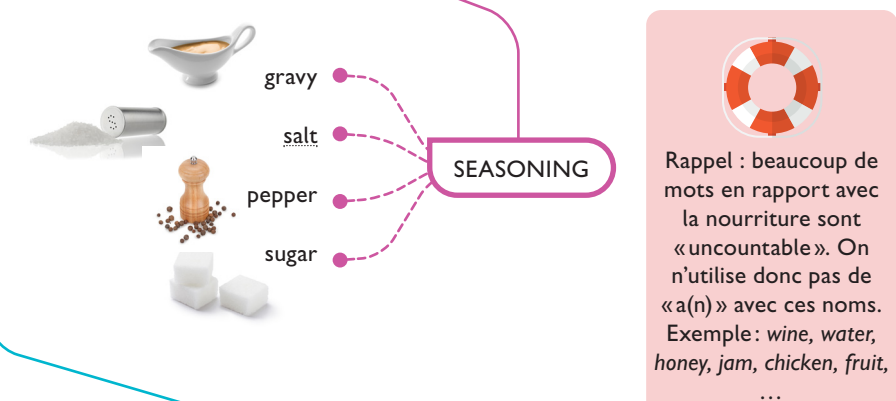 gravy
salt
pepper
sugar
SEASONING
Rappel : beaucoup de
mots en rapport avec
la nourriture sont
«uncountable». On
n'utilise donc pas de
«a(n)» avec ces noms.
Exemple: wine, water,
honey, jam, chicken, fruit,
…